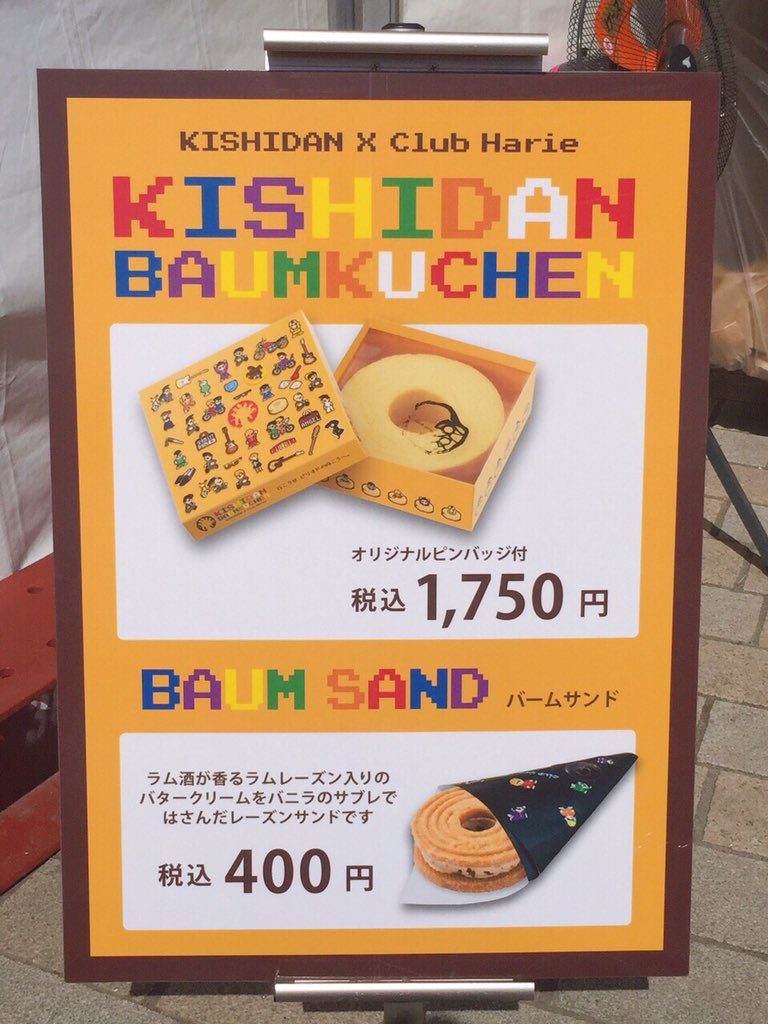 KISHIDAN X Club Harie
KISHIDAN
BAUMKUCHEN
KISHIDAN
BAUMKUCHEN
オリジナルピンバッジ付
税込 1,750 円
BAUM SAND バームサンド
ラム酒が香るラムレーズン入りの
バタークリームをバニラのサブレで
はさんだレーズンサンドです
税込 400 円